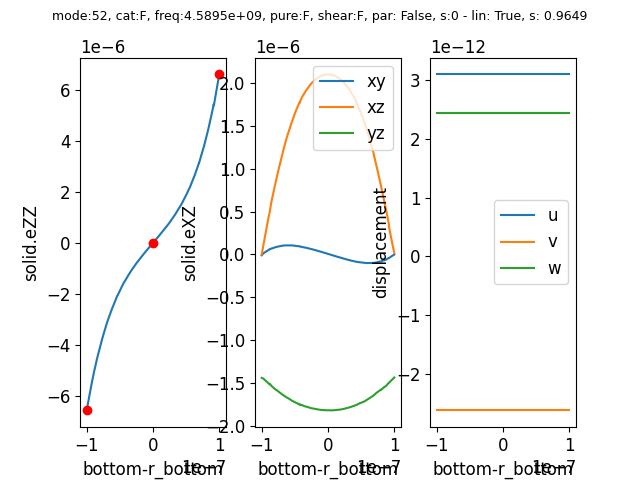 mode:52, cat:F, freq:4.5895e+09, pure:F, shear:F, par: False, s:0 - lin: True, s: 0.9649
1e−6
1e−6
1e−12
6
4
2
0
−2
−4
−6
solid.eZZ
−1
0
1
1e−7
bottom-r_bottom
2.0
1.5
1.0
0.5
0.0
−0.5
−1.0
−1.5
−2.0
solid.eXZ
xy
xz
yz
−1
0
1
1e−7
bottom-r_bottom
3
2
1
0
−1
−2
displacement
u
v
w
−1
0
1
1e−7
bottom-r_bottom